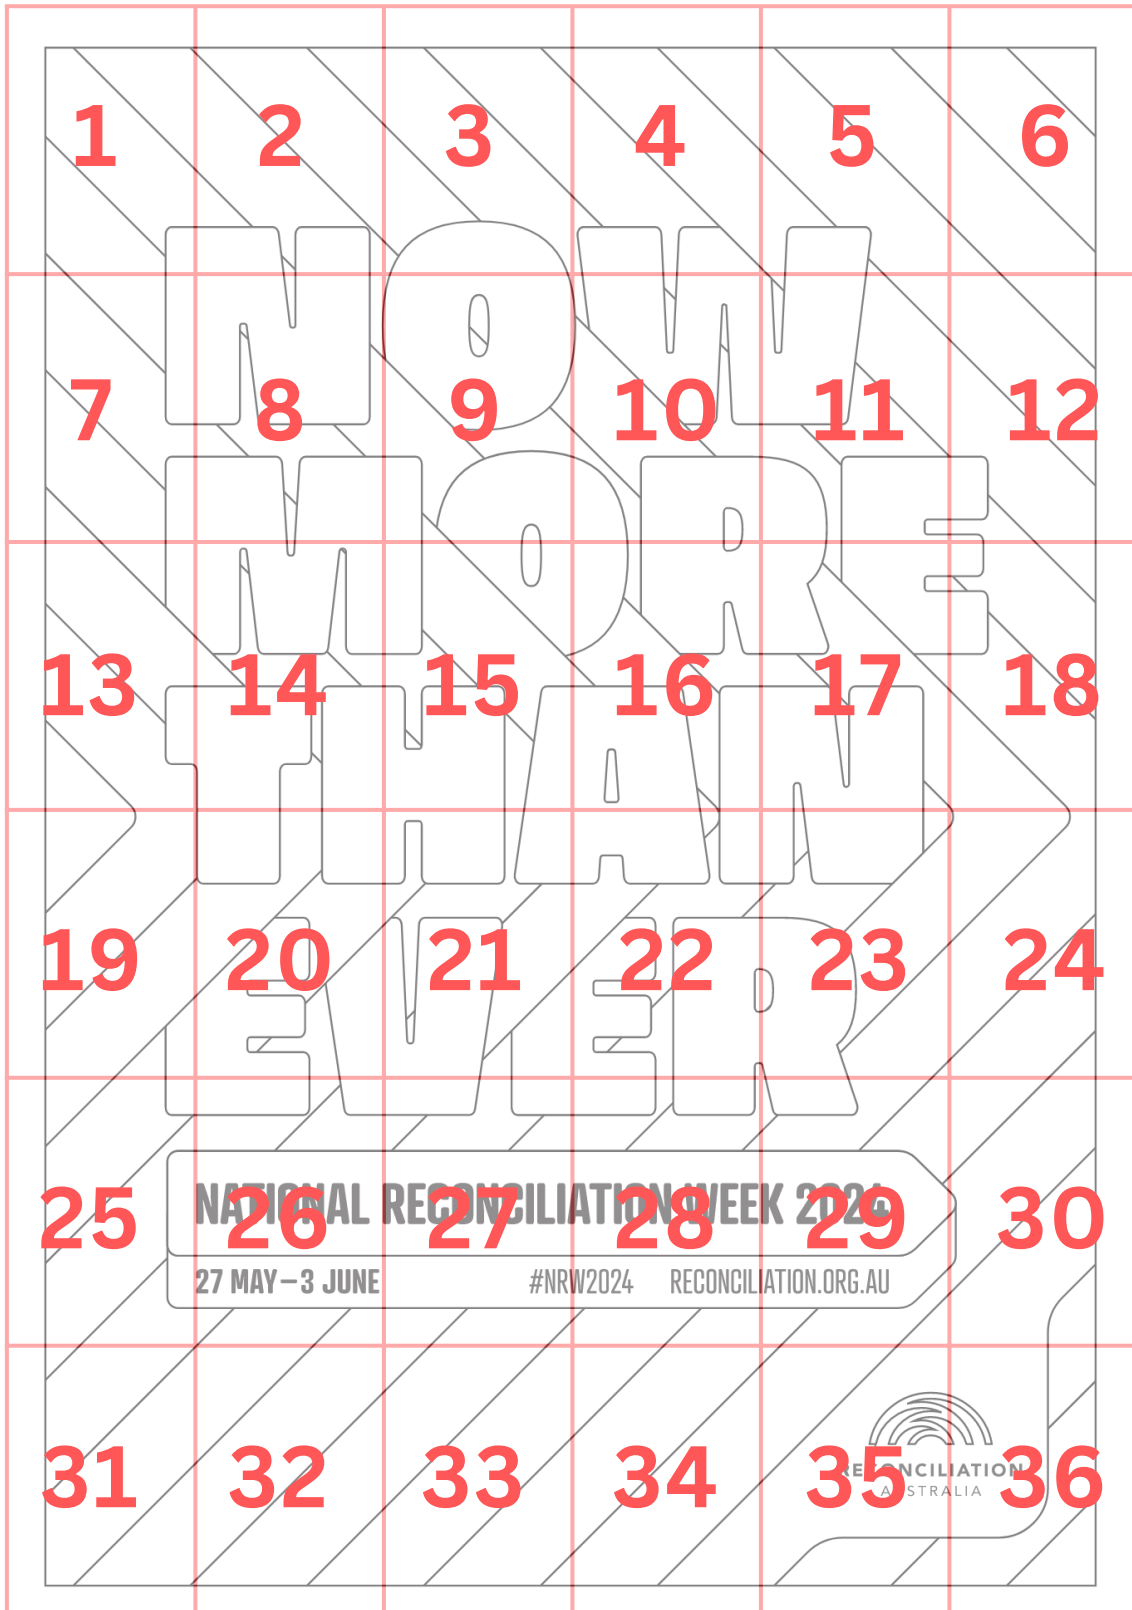 1 2 3 4 5 6
NOW
7 8 9 10 11 12
MORE
13 14 15 16 17 18
THAN
19 20 21 22 23 24
EVER
NATIONAL RECONCILIATION WEEK 2024
25 26 27 28 29 30
27 MAY–3 JUNE #NRW2024 RECONCILIATION.ORG.AU
31 32 33 34 35 36
RECONCILIATION
AUSTRALIA